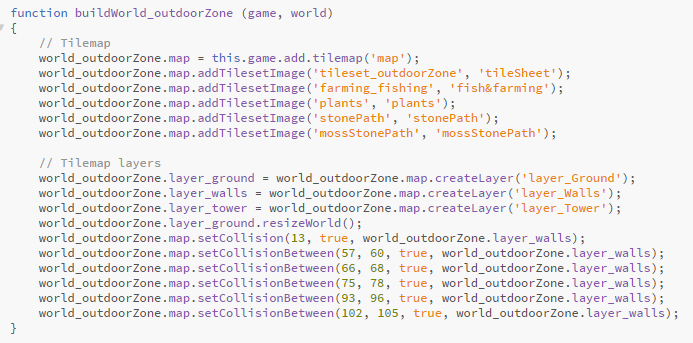 function buildWorld_outdoorZone (game, world)
{
// Tilemap
world_outdoorZone.map = this.game.add.tilemap('map');
world_outdoorZone.map.addTilesetImage('tileset_outdoorZone', 'tileSheet');
world_outdoorZone.map.addTilesetImage('farming_fishing', 'fish&farming');
world_outdoorZone.map.addTilesetImage('plants', 'plants');
world_outdoorZone.map.addTilesetImage('stonePath', 'stonePath');
world_outdoorZone.map.addTilesetImage('mossStonePath', 'mossStonePath');
// Tilemap layers
world_outdoorZone.layer_ground = world_outdoorZone.map.createLayer('layer_Ground');
world_outdoorZone.layer_walls = world_outdoorZone.map.createLayer('layer_Walls');
world_outdoorZone.layer_tower = world_outdoorZone.map.createLayer('layer_Tower');
world_outdoorZone.layer_ground.resizeWorld();
world_outdoorZone.map.setCollision(13, true, world_outdoorZone.layer_walls);
world_outdoorZone.map.setCollisionBetween(57, 60, true, world_outdoorZone.layer_walls);
world_outdoorZone.map.setCollisionBetween(66, 68, true, world_outdoorZone.layer_walls);
world_outdoorZone.map.setCollisionBetween(75, 78, true, world_outdoorZone.layer_walls);
world_outdoorZone.map.setCollisionBetween(93, 96, true, world_outdoorZone.layer_walls);
world_outdoorZone.map.setCollisionBetween(102, 105, true, world_outdoorZone.layer_walls);
}